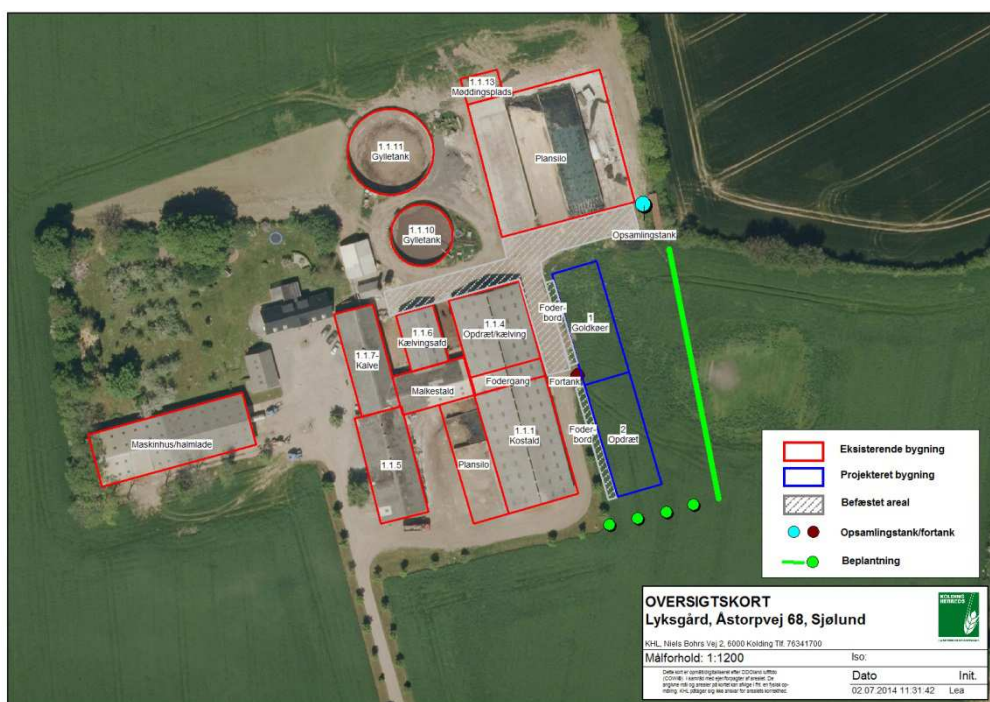 1.1.13
Møddingsplads
1.1.11
Gylletank
Plansilo
1.1.10
Gylletank
Opsamlingstank
Foder-
bord
1
Goldkøer
1.1.4
Opdræt/kælving
1.1.6
Kælvingsafd
1.1.7-
Kalve
Malkestald
Fodergang
Fortank
1.1.1
Kostald
Foder-
bord
2
Opdræt
Maskinhus/halmlade
1.1.5
Plansilo
Eksisterende bygning
Projekteret bygning
Befæstet areal
Opsamlingstank/fortank
Beplantning
OVERSIGTSKORT
Lyksgård, Åstorpvej 68, Sjølund
KOLDING
HERREDS
KHL, Niels Bohrs Vej 2, 6000 Kolding Tlf. 76341700
Målforhold: 1:1200
Iso:
Dato
Init.
02.07.2014 11:31:42
Lea